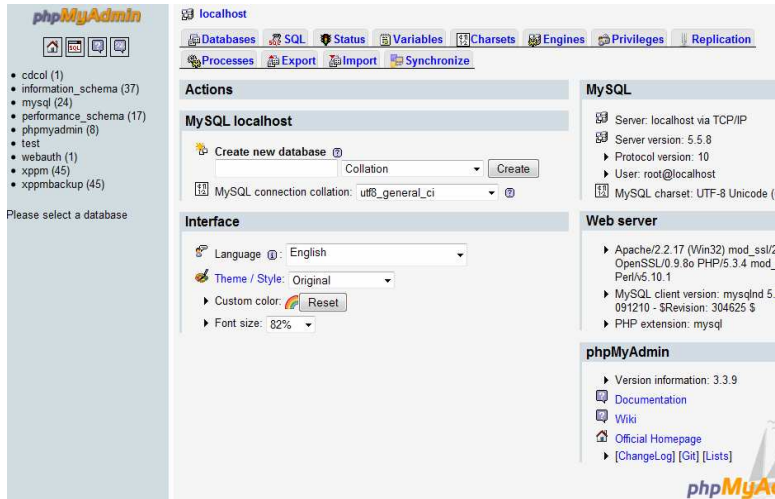 phpMyAdmin
cdcol (1)
information_schema (37)
mysql (24)
performance_schema (17)
phpmyadmin (8)
test
webauth (1)
xppm (45)
xppmbackup (45)
Please select a database
localhost
Databases SQL Status Variables Charsets Engines Privileges Replication
Processes Export Import Synchronize
Actions
MySQL localhost
Create new database
Collation Create
MySQL connection collation: utf8_general_ci
Interface
Language : English
Theme / Style: Original
Custom color: Reset
Font size: 82%
MySQL
Server: localhost via TCP/IP
Server version: 5.5.8
Protocol version: 10
User: root@localhost
MySQL charset: UTF-8 Unicode (
Web server
Apache/2.2.17 (Win32) mod_ssl/2
OpenSSL/0.9.8o PHP/5.3.4 mod_
Perl/v5.10.1
MySQL client version: mysqlnd 5.
091210 - $Revision: 304625 $
PHP extension: mysql
phpMyAdmin
Version information: 3.3.9
Documentation
Wiki
Official Homepage
[ChangeLog] [Git] [Lists]
phpMyA